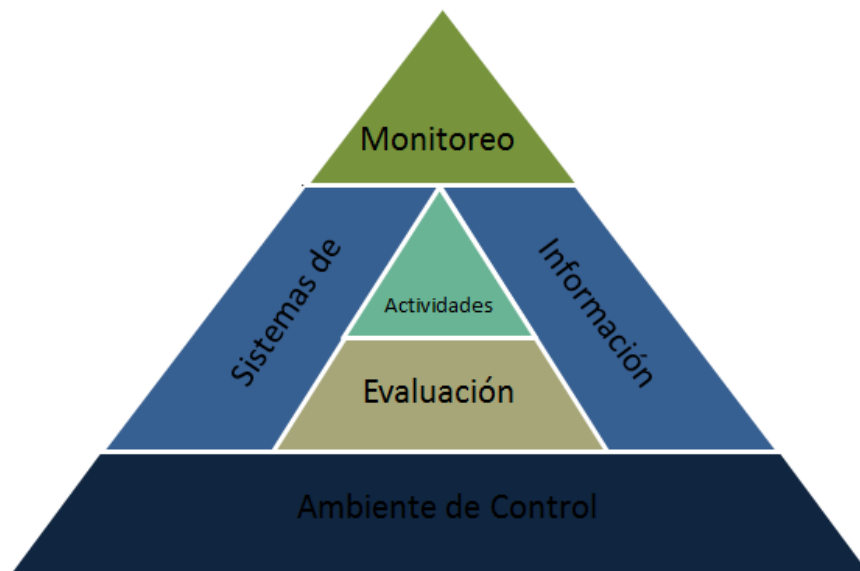 Monitoreo
Sistemas de
Información
Actividades
Evaluación
Ambiente de Control